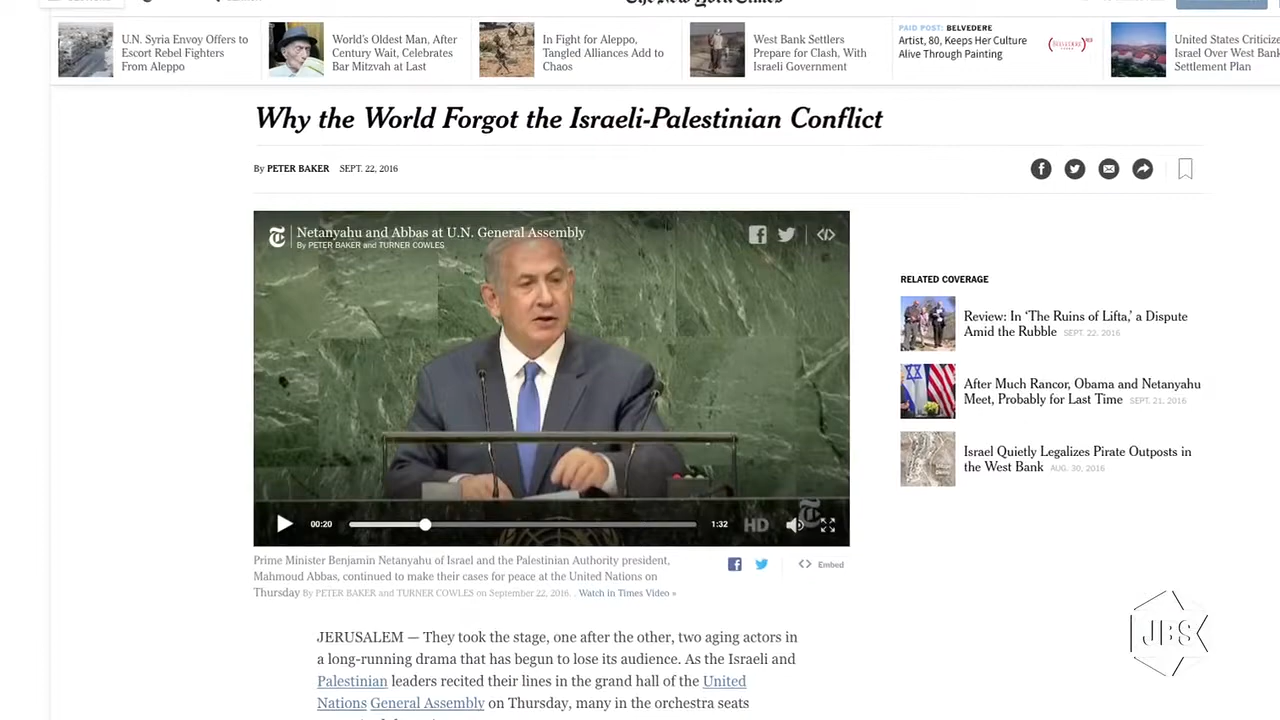 The New York Times
U.N. Syria Envoy Offers to
Escort Rebel Fighters
From Aleppo
World's Oldest Man, After
Century Wait, Celebrates
Bar Mitzvah at Last
In Fight for Aleppo,
Tangled Alliances Add to
Chaos
West Bank Settlers
Prepare for Clash, With
Israeli Government
PAID POST: BELVEDERE
Artist, 80, Keeps Her Culture
Alive Through Painting
United States Criticize
Israel Over West Bank
Settlement Plan
Why the World Forgot the Israeli-Palestinian Conflict
By PETER BAKER SEPT. 22, 2016
Netanyahu and Abbas at U.N. General Assembly
By PETER BAKER and TURNER COWLES
00:20
1:32
HD
Prime Minister Benjamin Netanyahu of Israel and the Palestinian Authority president,
Mahmoud Abbas, continued to make their cases for peace at the United Nations on
Thursday By PETER BAKER and TURNER COWLES on September 22, 2016. . Watch in Times Video »
Embed
RELATED COVERAGE
Review: In ‘The Ruins of Lifta,’ a Dispute
Amid the Rubble SEPT. 22, 2016
After Much Rancor, Obama and Netanyahu
Meet, Probably for Last Time SEPT. 21, 2016
Israel Quietly Legalizes Pirate Outposts in
the West Bank AUG. 30, 2016
JERUSALEM — They took the stage, one after the other, two aging actors in
a long-running drama that has begun to lose its audience. As the Israeli and
Palestinian leaders recited their lines in the grand hall of the United
Nations General Assembly on Thursday, many in the orchestra seats
JBS